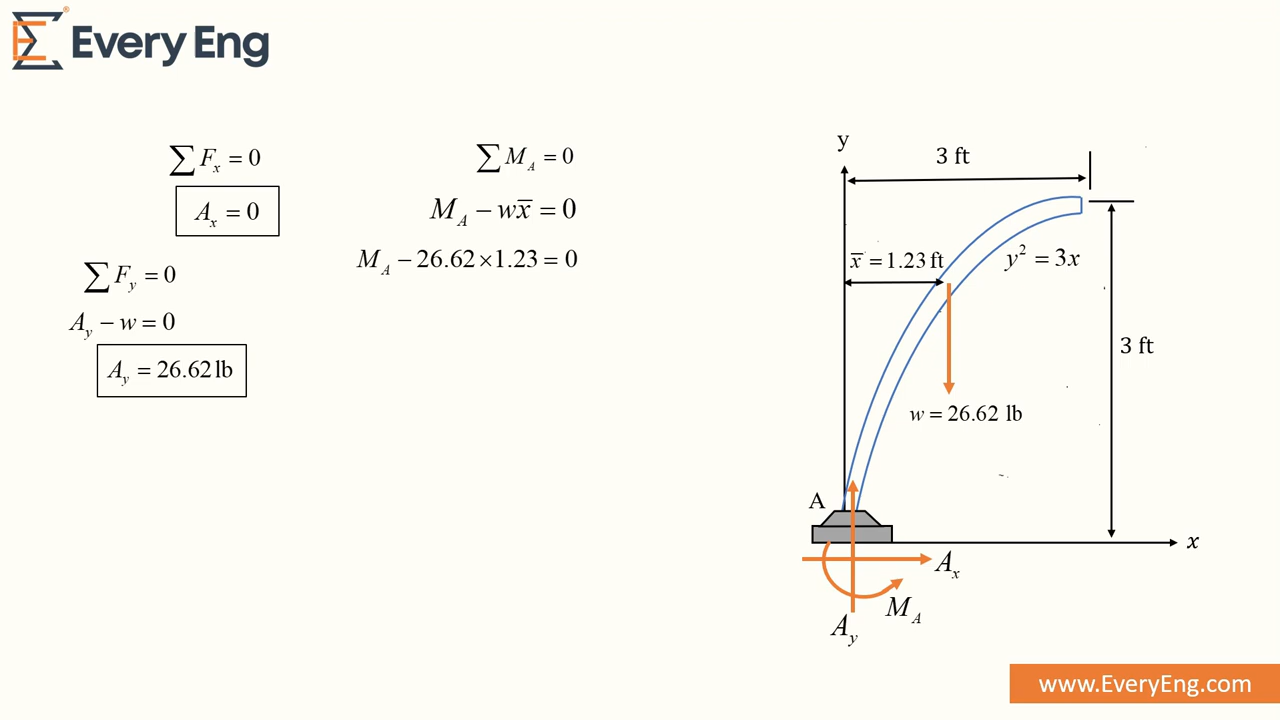 Every Eng
∑ F_x = 0
A_x = 0
∑ F_y = 0
A_y − w = 0
A_y = 26.62 lb
∑ M_A = 0
M_A − wx̅ = 0
M_A − 26.62 × 1.23 = 0
y
3 ft
x̅ = 1.23 ft
y² = 3x
3 ft
w = 26.62 lb
A
x
A_x
M_A
A_y
www.EveryEng.com